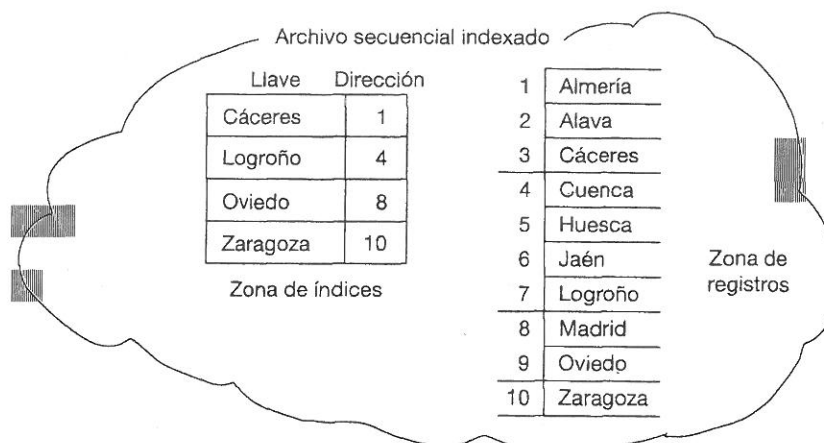 Archivo secuencial indexado
Llave Dirección
Cáceres 1
Logroño 4
Oviedo 8
Zaragoza 10
Zona de índices
1 Almería
2 Alava
3 Cáceres
4 Cuenca
5 Huesca
6 Jaén
7 Logroño
8 Madrid
9 Oviedo
10 Zaragoza
Zona de
registros